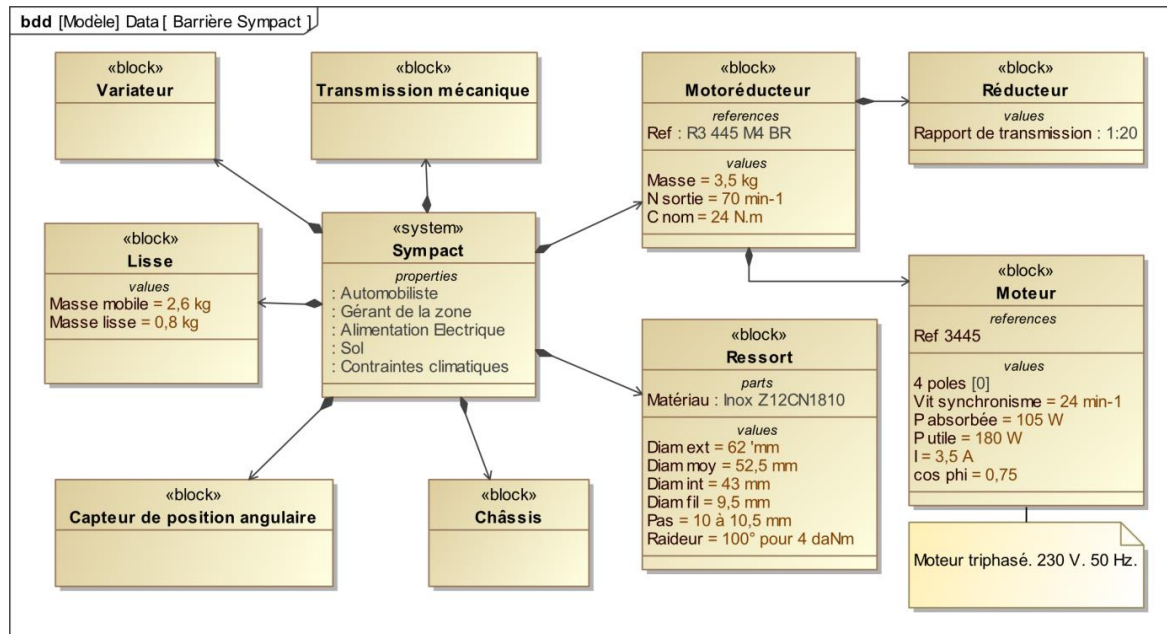 bdd [Modèle] Data [ Barrière Sympact ]
«block»
Variateur
«block»
Transmission mécanique
«block»
Motoréducteur
references
Ref : R3 445 M4 BR
values
Masse = 3,5 kg
N sortie = 70 min-1
C nom = 24 N.m
«block»
Réducteur
values
Rapport de transmission : 1:20
«block»
Lisse
values
Masse mobile = 2,6 kg
Masse lisse = 0,8 kg
«system»
Sympact
properties
: Automobiliste
: Gérant de la zone
: Alimentation Electrique
: Sol
: Contraintes climatiques
«block»
Moteur
references
Ref 3445
values
4 poles [0]
Vit synchronisme = 24 min-1
P absorbée = 105 W
P utile = 180 W
I = 3,5 A
cos phi = 0,75
«block»
Ressort
parts
Matériau : Inox Z12CN1810
values
Diam ext = 62 'mm
Diam moy = 52,5 mm
Diam int = 43 mm
Diam fil = 9,5 mm
Pas = 10 à 10,5 mm
Raideur = 100° pour 4 daNm
«block»
Capteur de position angulaire
«block»
Châssis
Moteur triphasé. 230 V. 50 Hz.